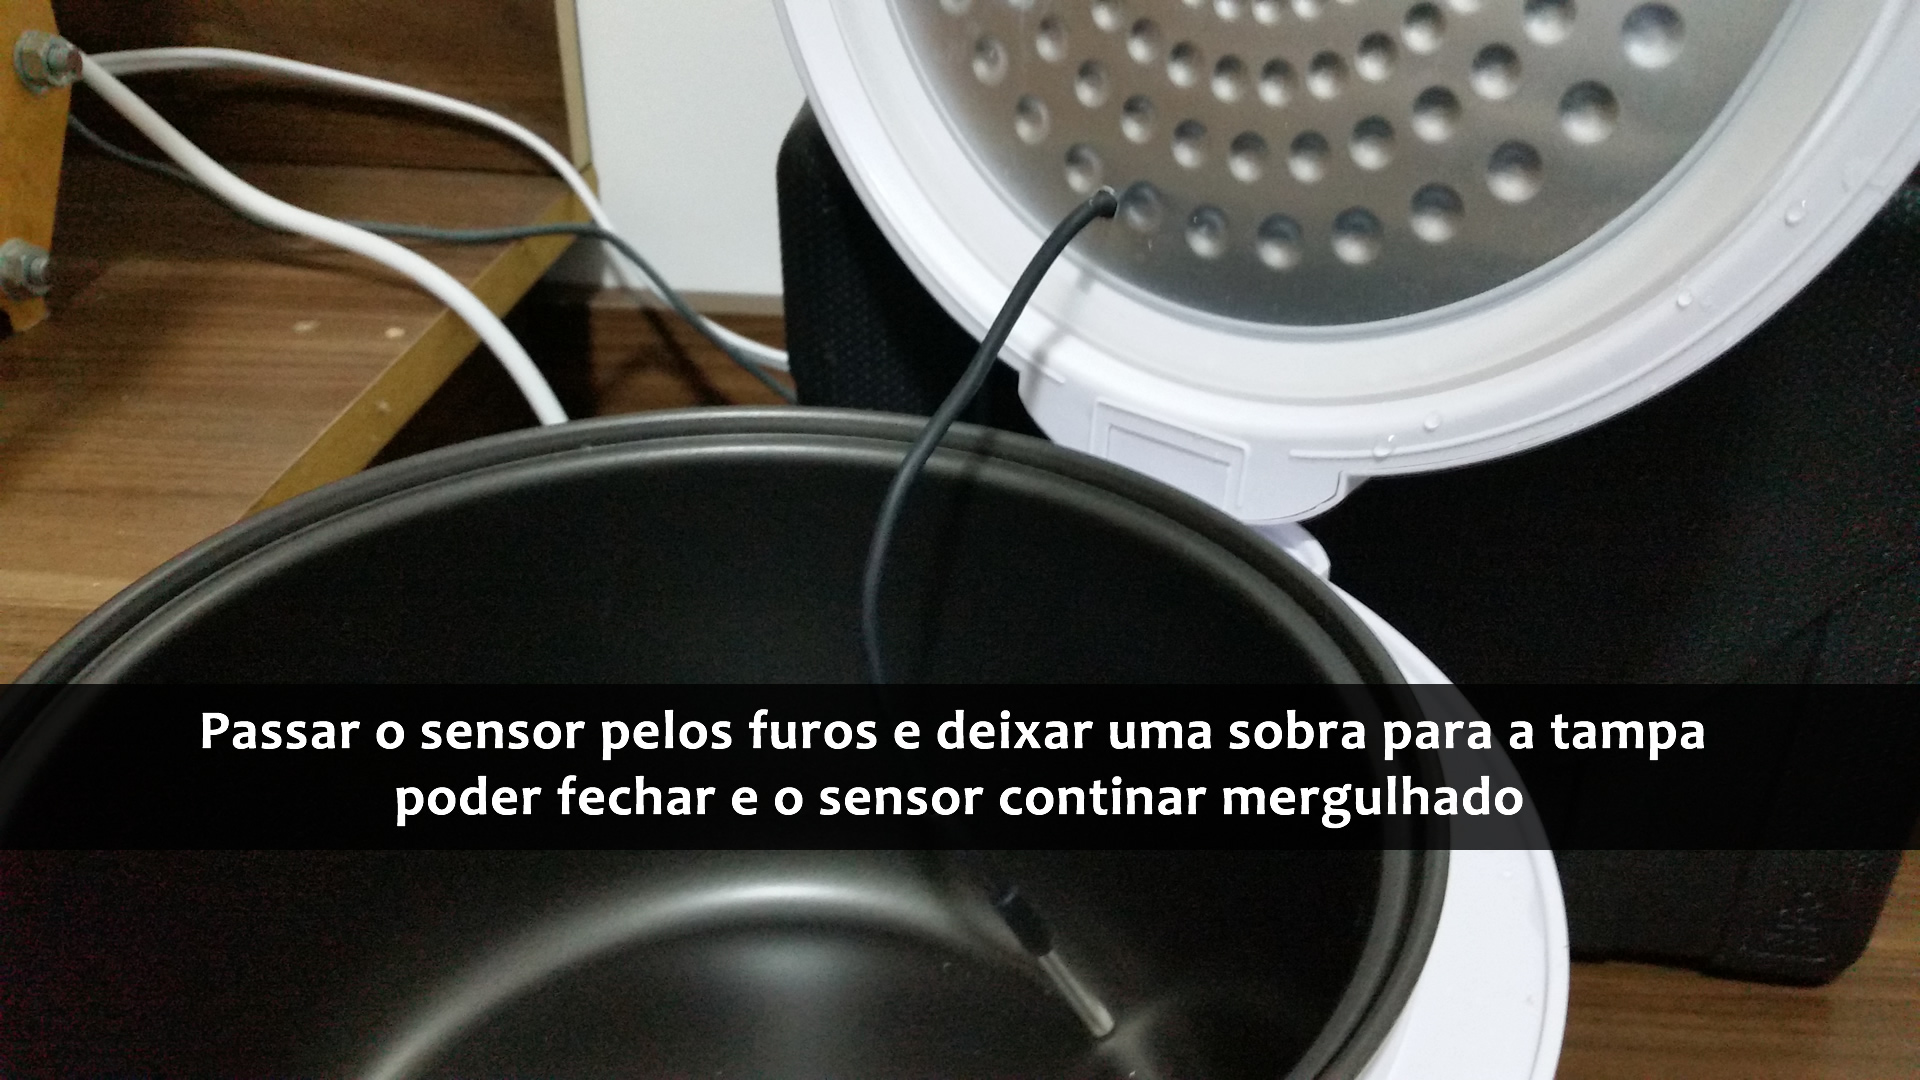 Passar o sensor pelos furos e deixar uma sobra para a tampa
poder fechar e o sensor continar mergulhado